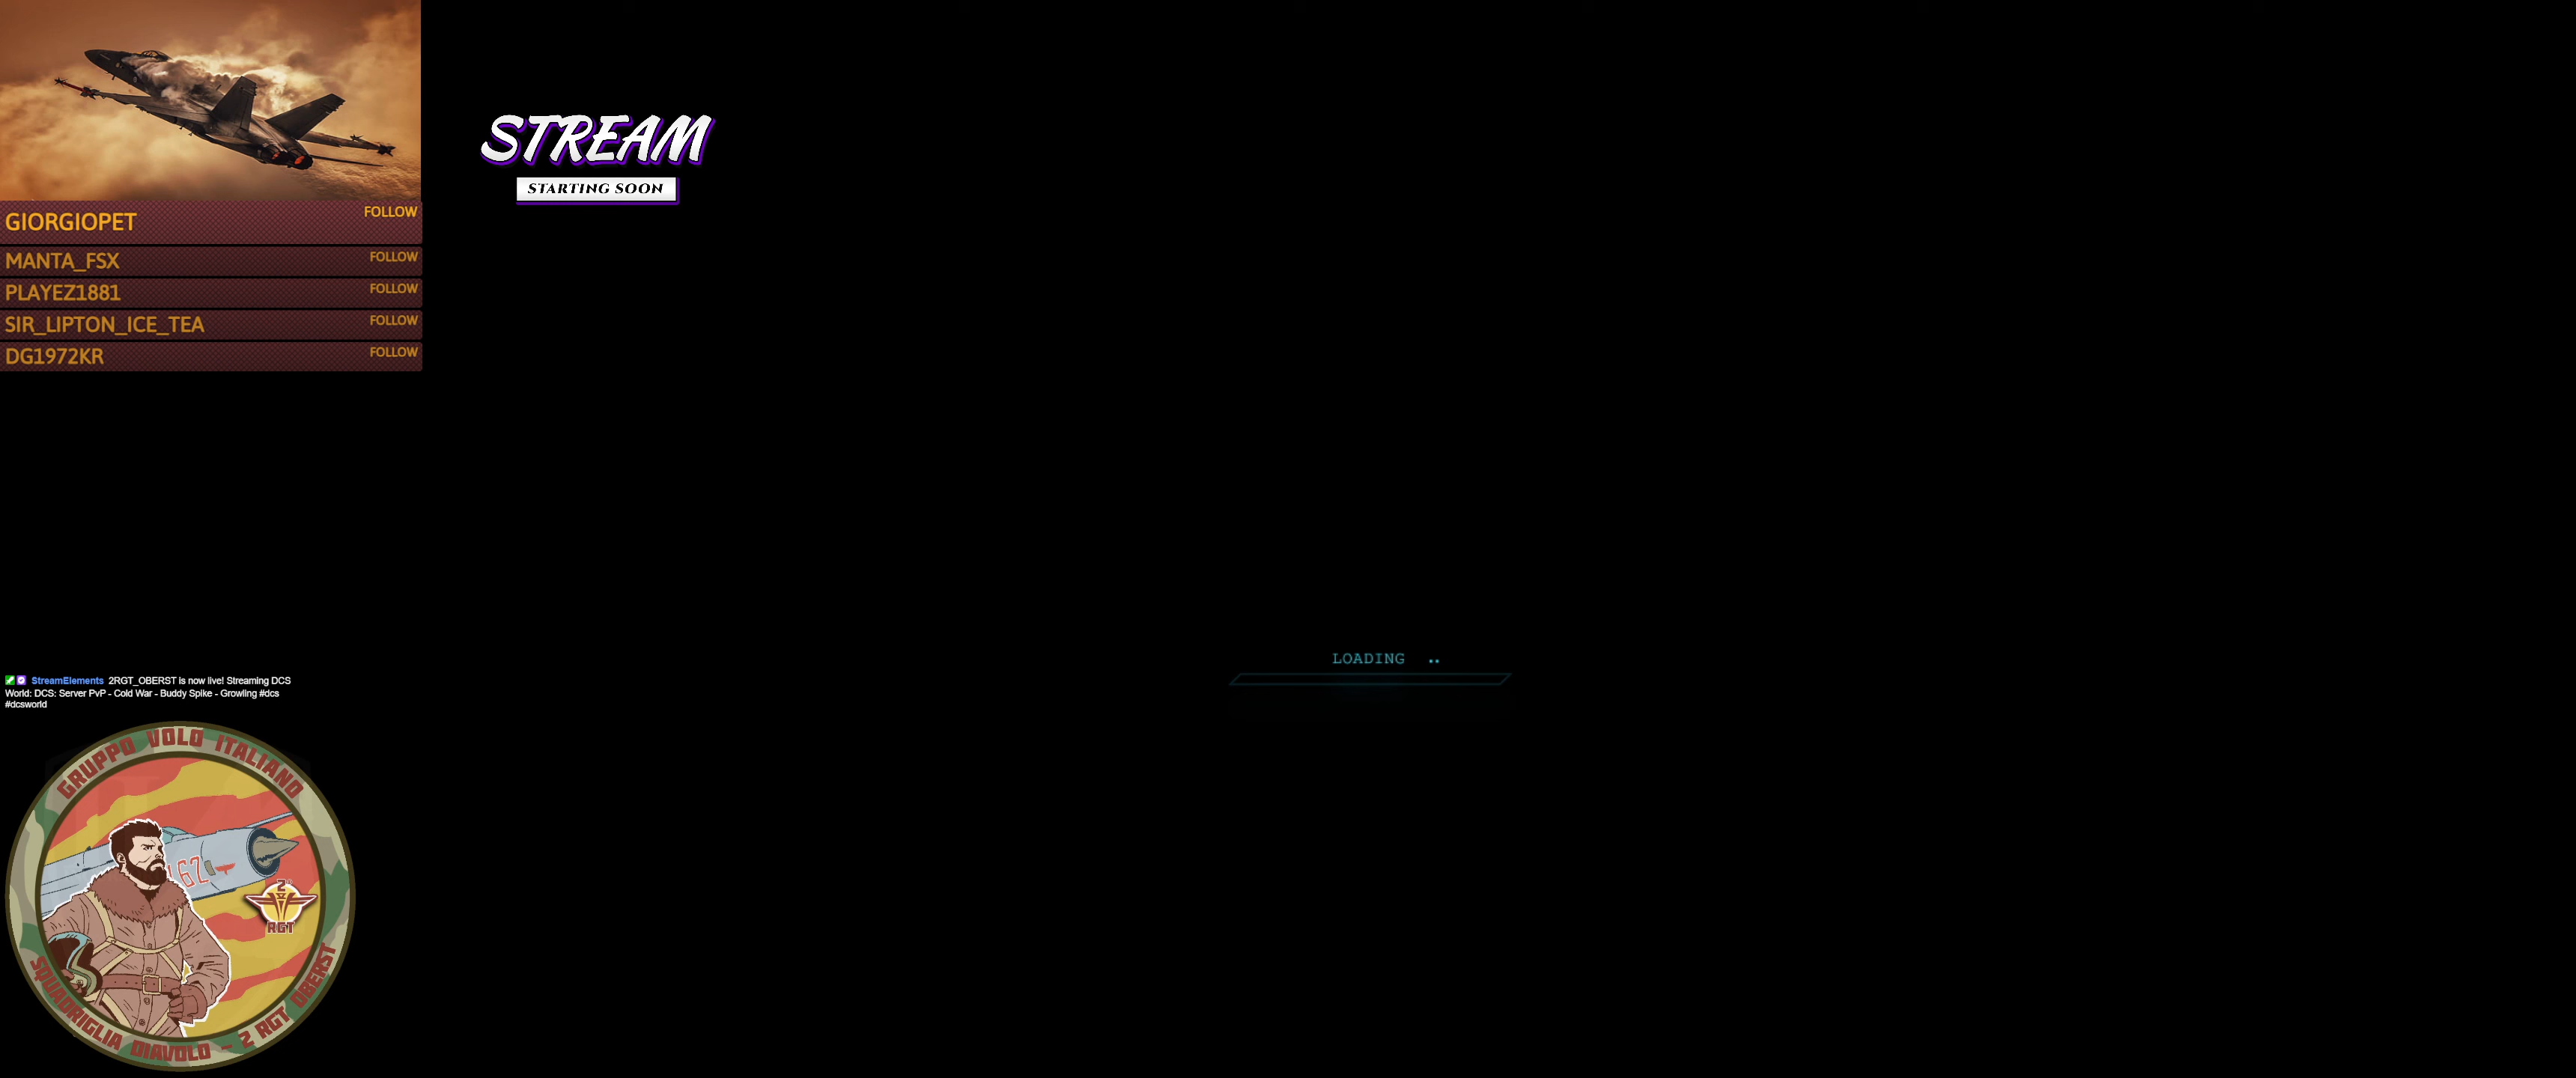 STREAM
STARTING SOON
GIORGIOPET FOLLOW
MANTA_FSX FOLLOW
PLAYEZ1881 FOLLOW
SIR_LIPTON_ICE_TEA FOLLOW
DG1972KR FOLLOW
LOADING ..
StreamElements 2RGT_OBERST is now live! Streaming DCS
World: DCS: Server PvP - Cold War - Buddy Spike - Growling #dcs
#dcsworld
GRUPPO VOLO ITALIANO
62
2°
RGT
SQUADRIGLIA DIAVOLO - 2 RGT OBERST